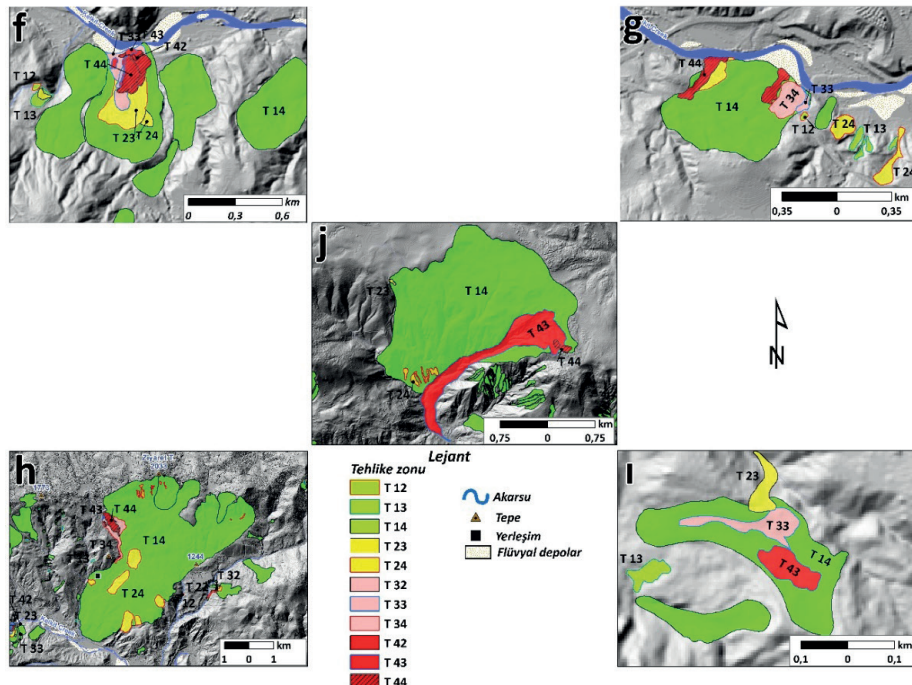 f
T 33
T 43
T 42
T 44
T 12
T 13
T 14
T 23
T 24
km
0 0,3 0,6
g
T 44
T 14
T 34
T 33
T 12
T 24
T 13
T 24
km
0,35 0 0,35
j
T 23
T 14
T 43
T 44
T 24
km
0,75 0 0,75
N
h
T 43
T 44
T 34
T 14
1244
T 24
T 32
T 22
12
T 42
T 23
T 33
km
1 0 1
Lejant
Tehlike zonu
T 12
T 13
T 14
T 23
T 24
T 32
T 33
T 34
T 42
T 43
T 44
Akarsu
Tepe
Yerleşim
Flüvyal depolar
I
T 23
T 33
T 13
T 14
T 43
km
0,1 0 0,1